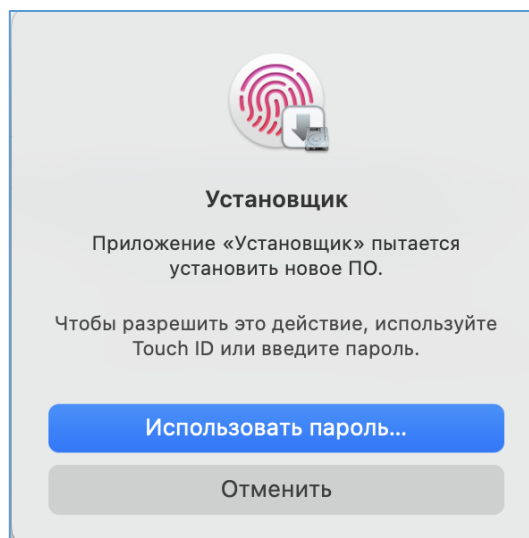 Установщик
Приложение «Установщик» пытается
установить новое ПО.
Чтобы разрешить это действие, используйте
Touch ID или введите пароль.
Использовать пароль...
Отменить